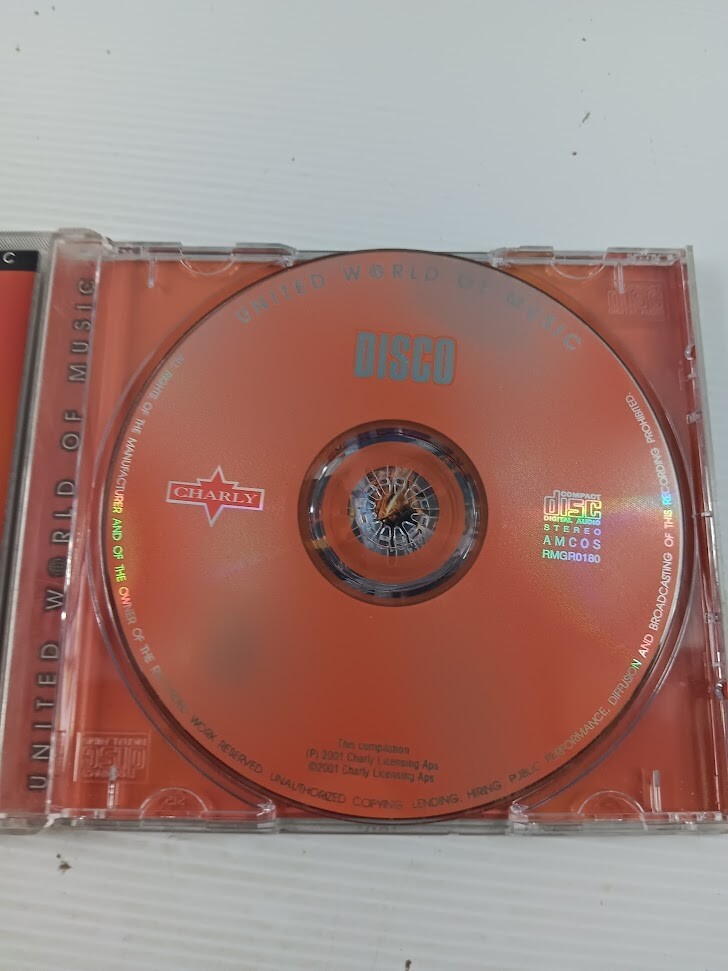 C
UNITED WORLD OF MUSIC
UNITED WORLD OF MUSIC
DISCO
CHARLY
COMPACT
disc
DIGITAL AUDIO
STEREO
AMCOS
RMGR0180
This compilation
(P) 2001 Charly Licensing Aps
©2001 Charly Licensing Aps
ALL RIGHTS OF THE MANUFACTURER AND OF THE OWNER OF THE RECORDED WORK RESERVED. UNAUTHORIZED COPYING, LENDING, HIRING, PUBLIC PERFORMANCE, DIFFUSION AND BROADCASTING OF THIS RECORDING PROHIBITED.